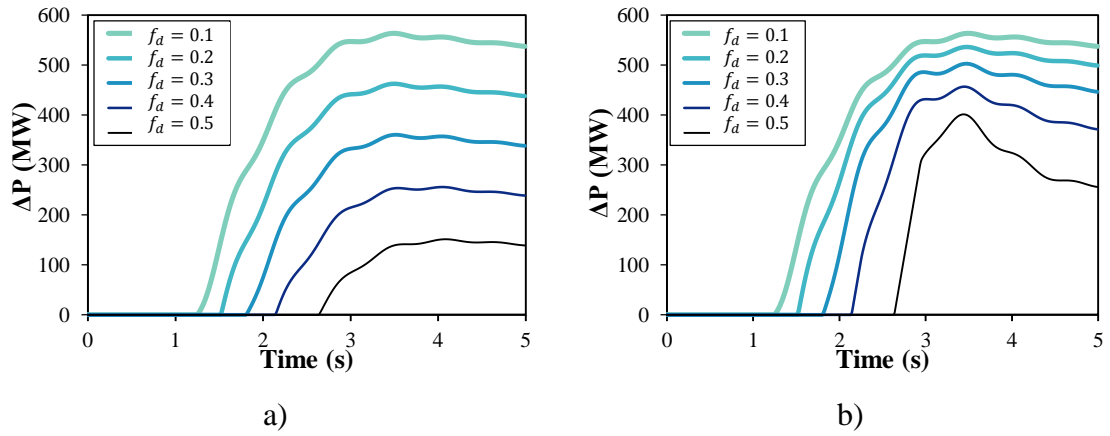 600
500
400
300
200
100
0
ΔP (MW)
f_d = 0.1
f_d = 0.2
f_d = 0.3
f_d = 0.4
f_d = 0.5
0 1 2 3 4 5
Time (s)
a)
600
500
400
300
200
100
0
ΔP (MW)
f_d = 0.1
f_d = 0.2
f_d = 0.3
f_d = 0.4
f_d = 0.5
0 1 2 3 4 5
Time (s)
b)